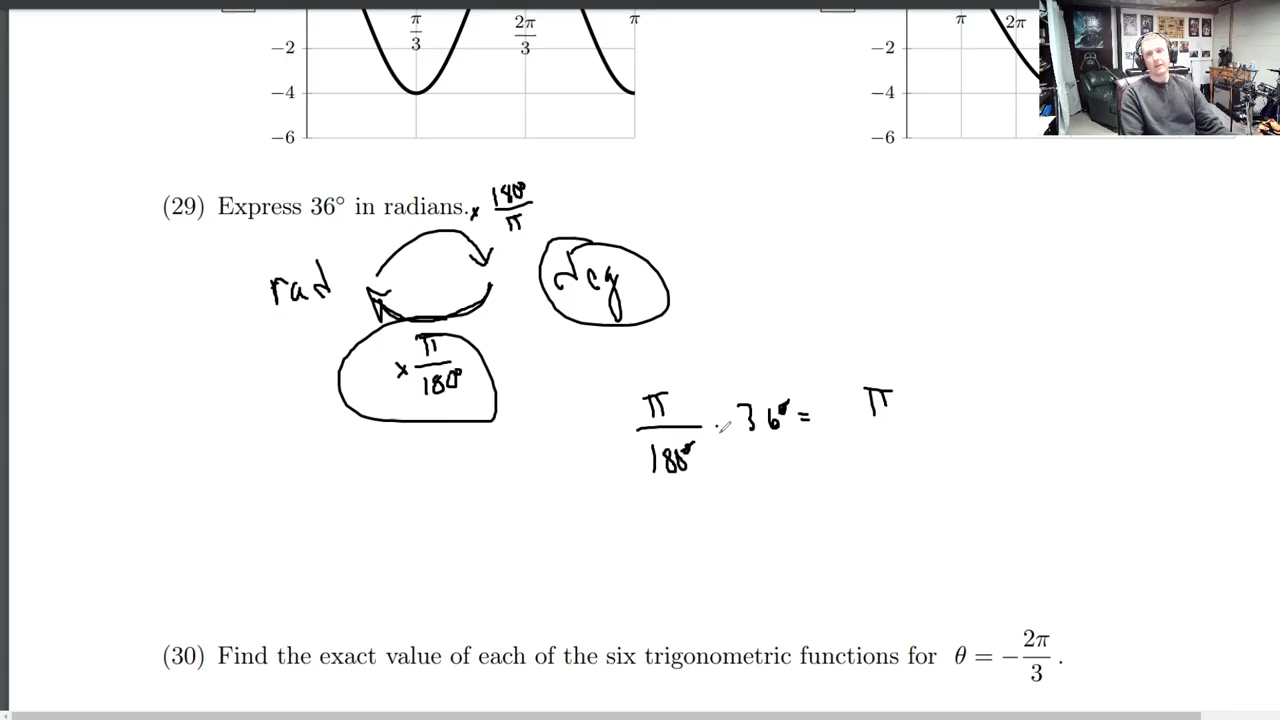 π/3 2π/3 π
−2
−4
−6
π 2π
−2
−4
−6
(29) Express 36° in radians. × 180°/π
rad deg
× π/180°
π/180° · 36° = π
(30) Find the exact value of each of the six trigonometric functions for θ = −2π/3 .